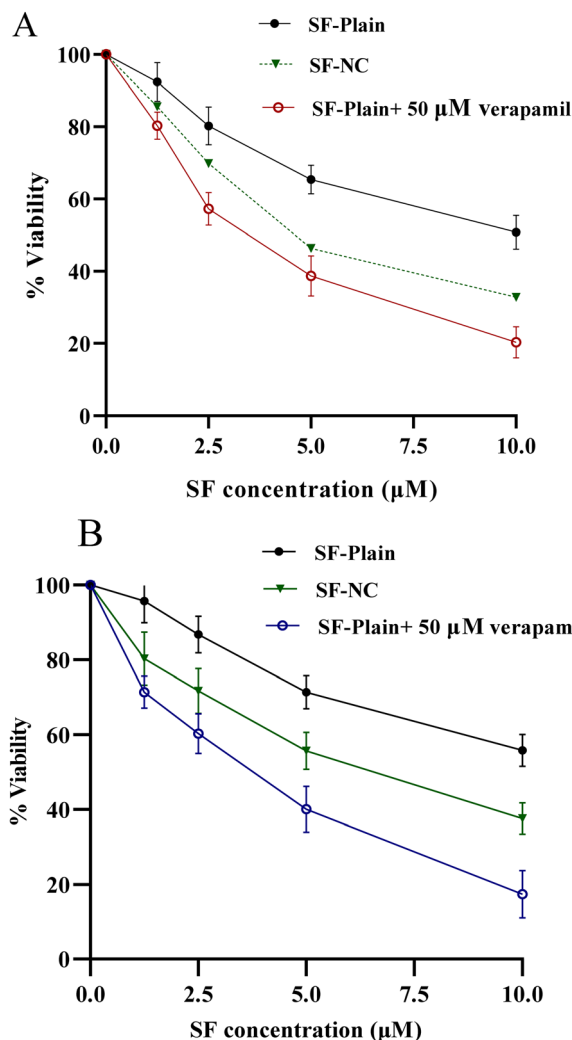 A
SF-Plain
SF-NC
SF-Plain+ 50 μM verapamil
100
80
60
40
20
0
% Viability
0.0 2.5 5.0 7.5 10.0
SF concentration (μM)
B
SF-Plain
SF-NC
SF-Plain+ 50 μM verapam
100
80
60
40
20
0
% Viability
0.0 2.5 5.0 7.5 10.0
SF concentration (μM)